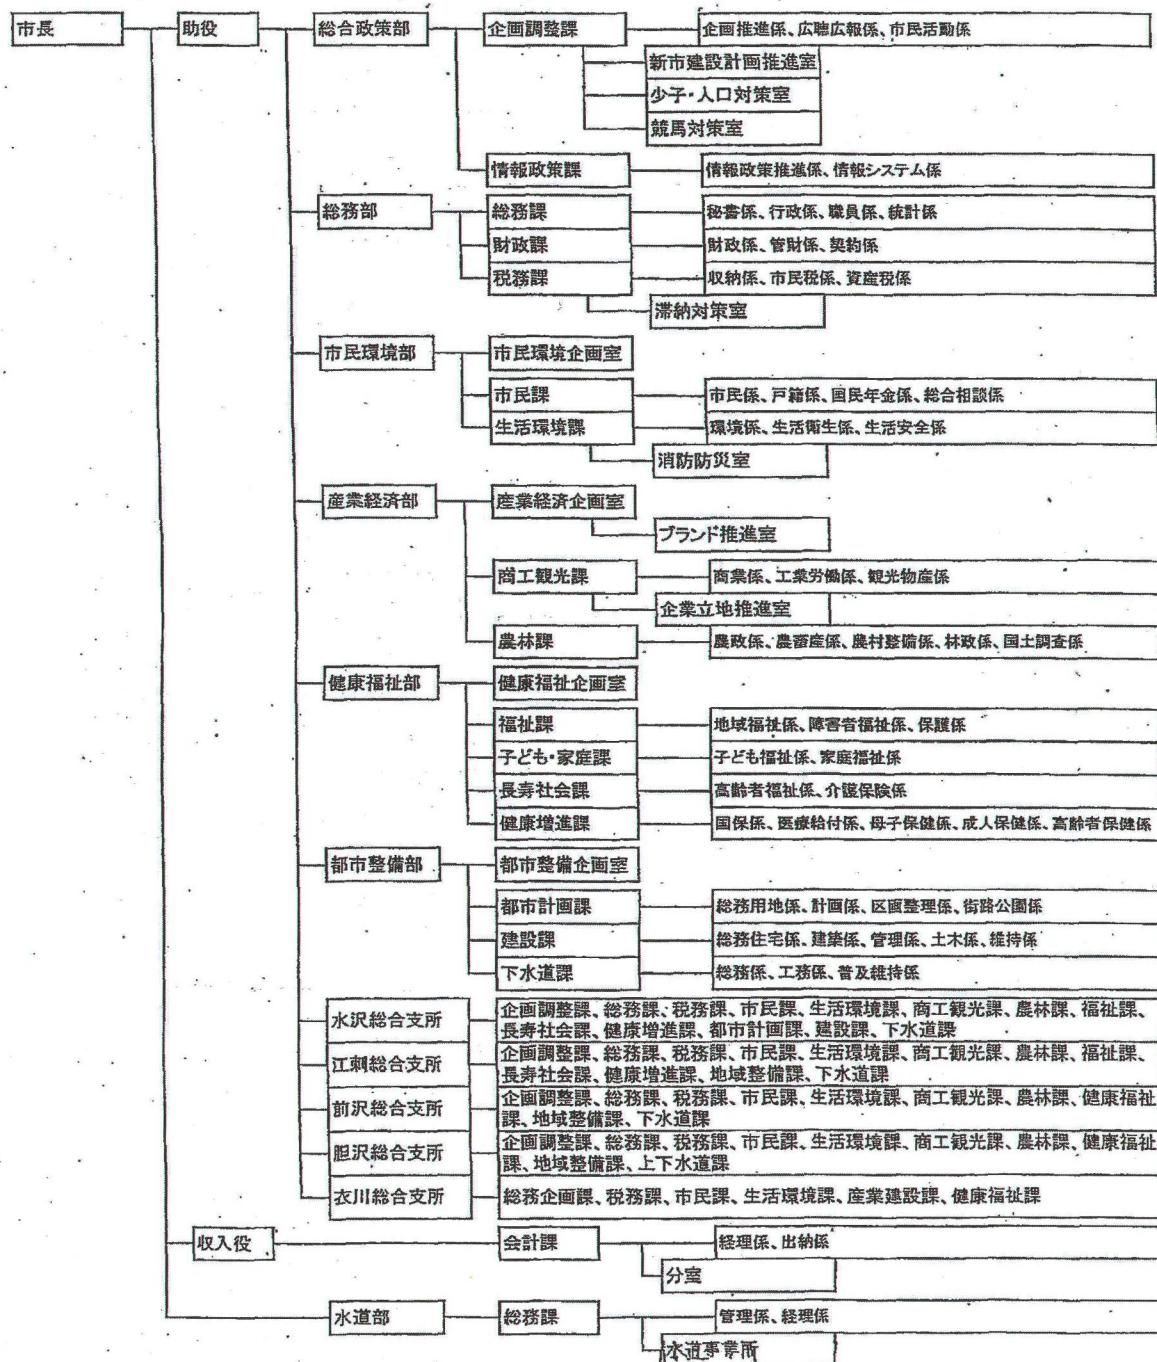 市長 助役 総合政策部 企画調整課 企画推進係、広聴広報係、市民活動係
新市建設計画推進室
少子・人口対策室
競馬対策室
情報政策課 情報政策推進係、情報システム係
総務部 総務課 秘書係、行政係、職員係、統計係
財政課 財政係、管財係、契約係
税務課 収納係、市民税係、資産税係
滞納対策室
市民環境部 市民環境企画室
市民課 市民係、戸籍係、国民年金係、総合相談係
生活環境課 環境係、生活衛生係、生活安全係
消防防災室
産業経済部 産業経済企画室
ブランド推進室
商工観光課 商業係、工業労働係、観光物産係
企業立地推進室
農林課 農政係、農畜産係、農村整備係、林政係、国土調査係
健康福祉部 健康福祉企画室
福祉課 地域福祉係、障害者福祉係、保護係
子ども・家庭課 子ども福祉係、家庭福祉係
長寿社会課 高齢者福祉係、介護保険係
健康増進課 国保係、医療給付係、母子保健係、成人保健係、高齢者保健係
都市整備部 都市整備企画室
都市計画課 総務用地係、計画係、区画整理係、街路公園係
建設課 総務住宅係、建築係、管理係、土木係、維持係
下水道課 総務係、工務係、普及維持係
水沢総合支所 企画調整課、総務課、税務課、市民課、生活環境課、商工観光課、農林課、福祉課、
長寿社会課、健康増進課、都市計画課、建設課、下水道課
江刺総合支所 企画調整課、総務課、税務課、市民課、生活環境課、商工観光課、農林課、福祉課、
長寿社会課、健康増進課、地域整備課、下水道課
前沢総合支所 企画調整課、総務課、税務課、市民課、生活環境課、商工観光課、農林課、健康福祉
課、地域整備課、下水道課
胆沢総合支所 企画調整課、総務課、税務課、市民課、生活環境課、商工観光課、農林課、健康福祉
課、地域整備課、上下水道課
衣川総合支所 総務企画課、税務課、市民課、生活環境課、産業建設課、健康福祉課
収入役 会計課 経理係、出納係
分室
水道部 総務課 管理係、経理係
水道事業所